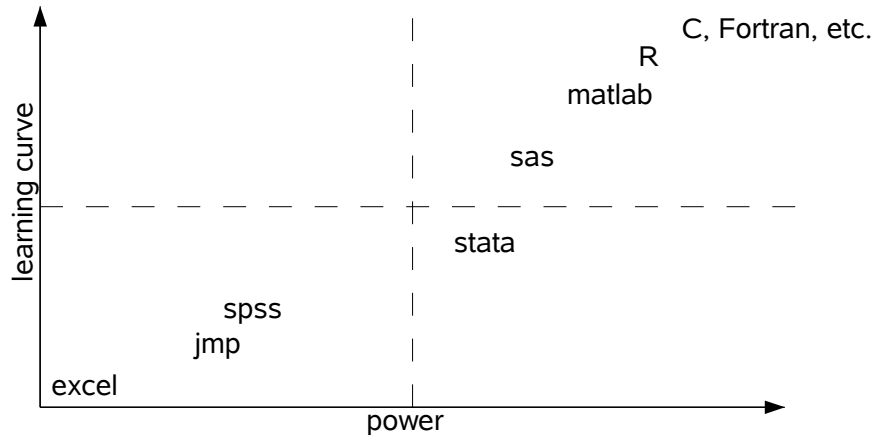 C, Fortran, etc.
R
matlab
sas
learning curve
stata
spss
jmp
excel
power